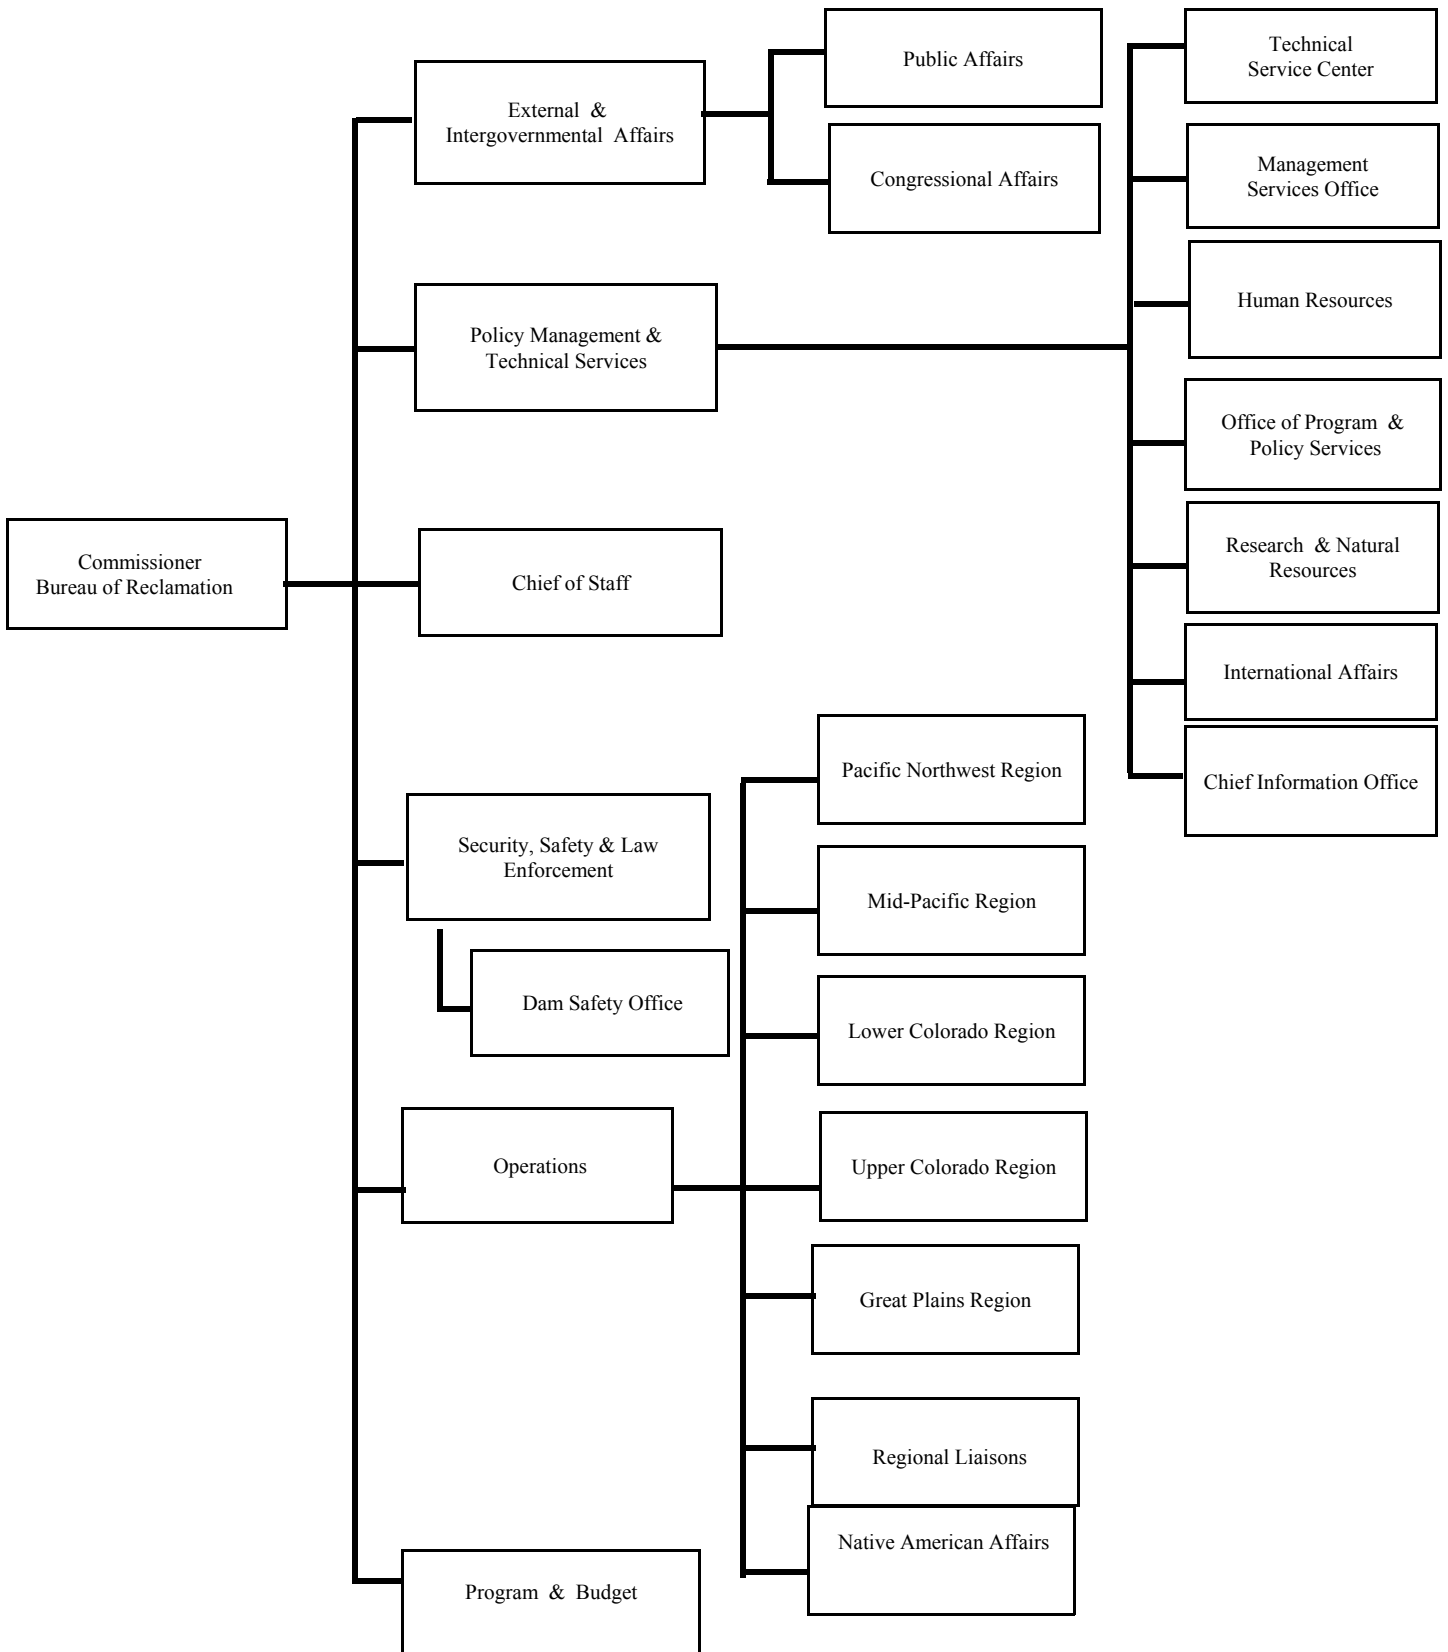 Commissioner
Bureau of Reclamation
External & 
Intergovernmental Affairs
Public Affairs
Congressional Affairs
Policy Management &
Technical Services
Technical
Service Center
Management
Services Office
Human Resources
Office of Program &
Policy Services
Research & Natural
Resources
International Affairs
Chief Information Office
Chief of Staff
Security, Safety & Law
Enforcement
Dam Safety Office
Operations
Pacific Northwest Region
Mid-Pacific Region
Lower Colorado Region
Upper Colorado Region
Great Plains Region
Regional Liaisons
Native American Affairs
Program & Budget